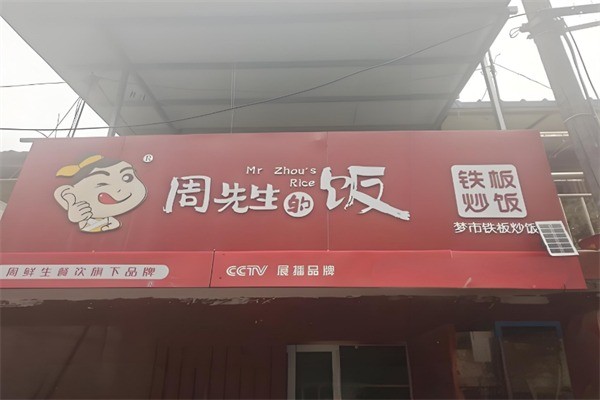 ®
Mr Zhou's
Rice
周先生的饭
铁板
炒饭
梦市铁板炒饭
周鲜生餐饮旗下品牌
CCTV 展播品牌